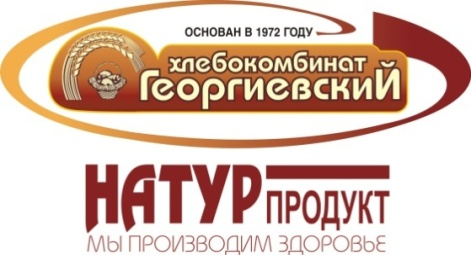 ОСНОВАН В 1972 ГОДУ
ХЛЕБОКОМБИНАТ
ГЕОРГИЕВСКИЙ
НАТУР ПРОДУКТ
МЫ ПРОИЗВОДИМ ЗДОРОВЬЕ